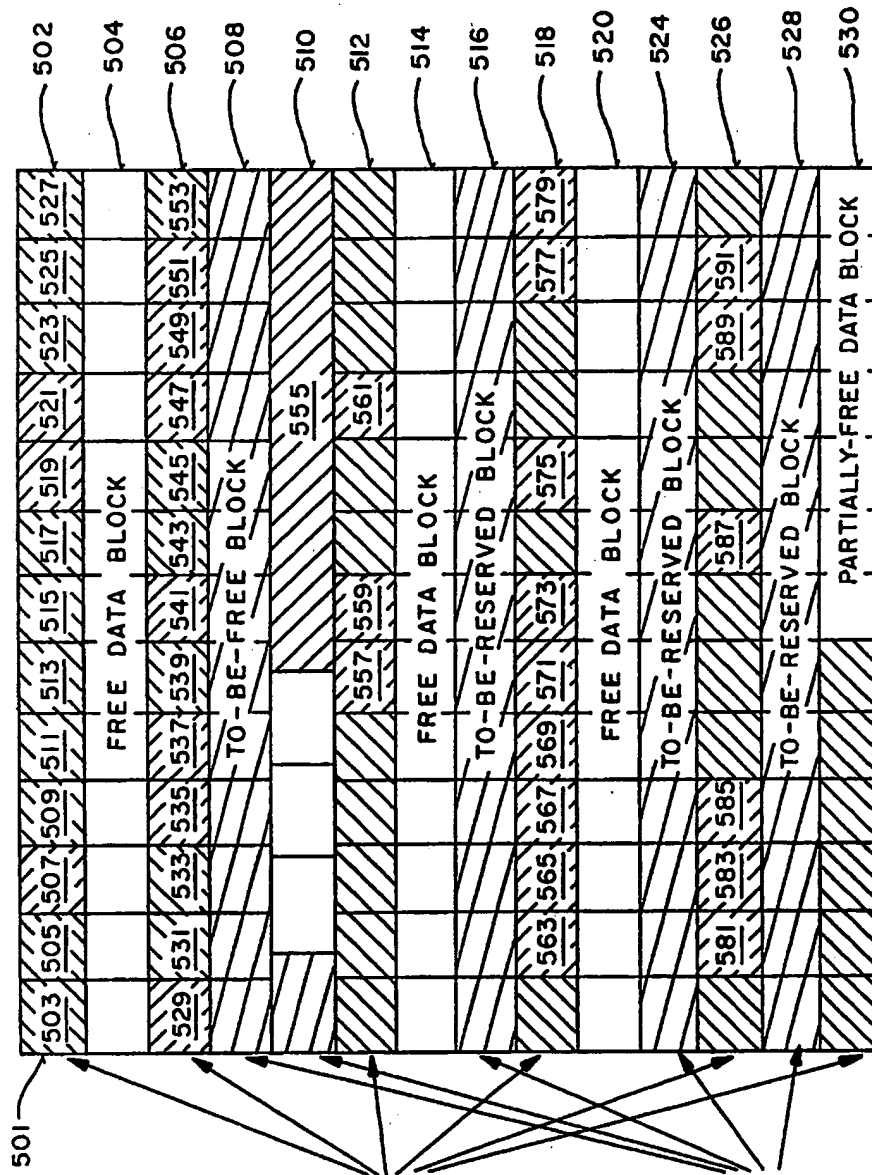 501
503 505 507 509 511 513 515 517 519 521 523 525 527 502
FREE DATA BLOCK 504
529 531 533 535 537 539 541 543 545 547 549 551 553 506
TO-BE-FREE BLOCK 508
555 510
557 559 561 512
FREE DATA BLOCK 514
TO-BE-RESERVED BLOCK 516
563 565 567 569 571 573 575 577 579 518
FREE DATA BLOCK 520
TO-BE-RESERVED BLOCK 524
581 583 585 587 589 591 526
TO-BE-RESERVED BLOCK 528
PARTIALLY-FREE DATA BLOCK 530